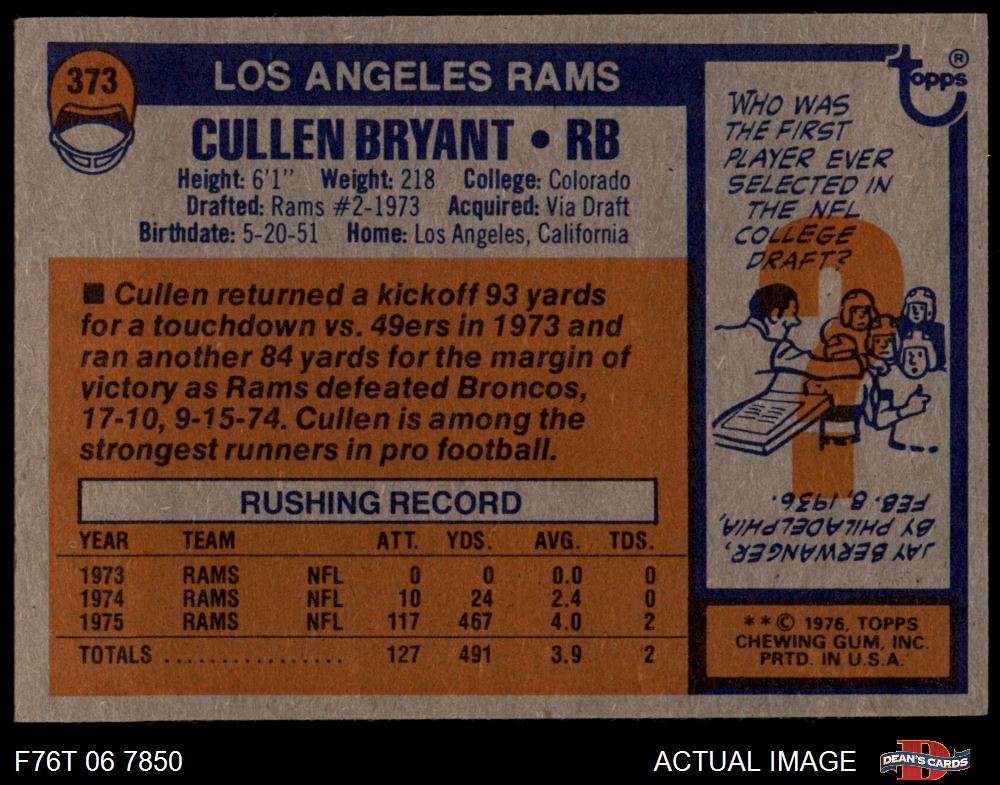 373
LOS ANGELES RAMS
CULLEN BRYANT • RB
Height: 6'1" Weight: 218 College: Colorado
Drafted: Rams #2-1973 Acquired: Via Draft
Birthdate: 5-20-51 Home: Los Angeles, California
■ Cullen returned a kickoff 93 yards
for a touchdown vs. 49ers in 1973 and
ran another 84 yards for the margin of
victory as Rams defeated Broncos,
17-10, 9-15-74. Cullen is among the
strongest runners in pro football.
RUSHING RECORD
YEAR TEAM ATT. YDS. AVG. TDS.
1973 RAMS NFL 0 0 0.0 0
1974 RAMS NFL 10 24 2.4 0
1975 RAMS NFL 117 467 4.0 2
TOTALS ................ 127 491 3.9 2
topps®
WHO WAS
THE FIRST
PLAYER EVER
SELECTED IN
THE NFL
COLLEGE
DRAFT?
?
JAY BERWANGER,
BY PHILADELPHIA,
FEB. 8, 1936.
**© 1976, TOPPS
CHEWING GUM, INC.
PRTD. IN U.S.A.
F76T 06 7850
ACTUAL IMAGE
D
DEAN'S CARDS